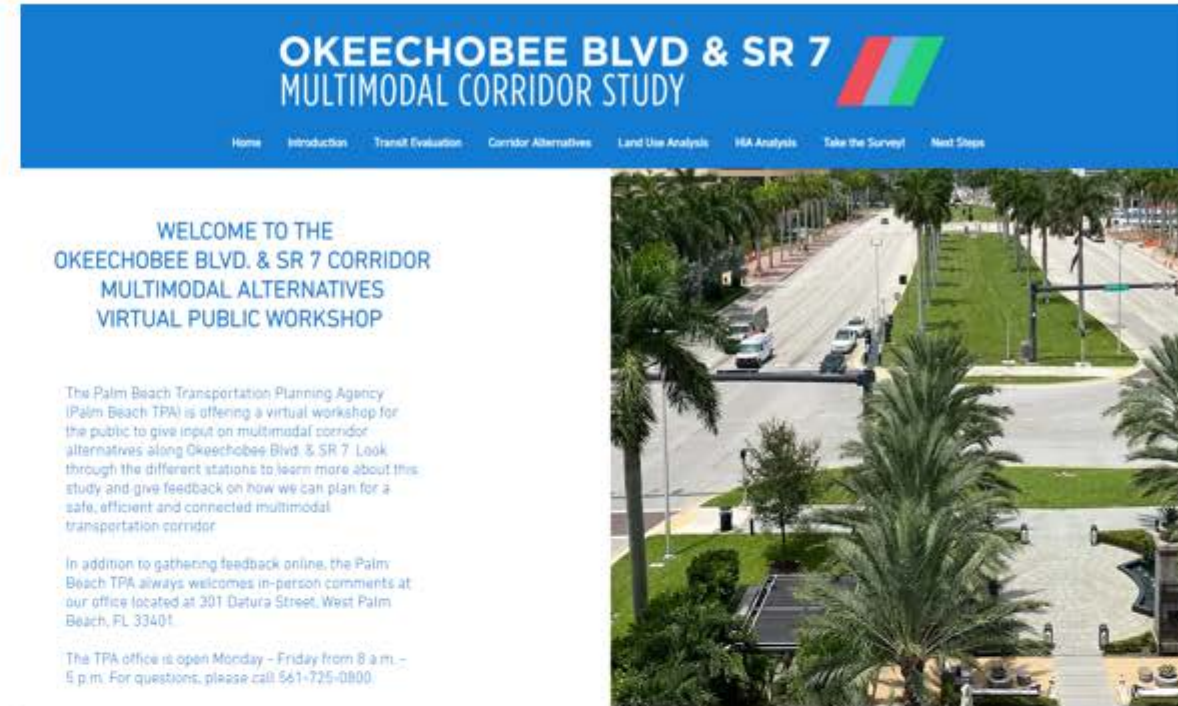 OKEECHOBEE BLVD & SR 7
MULTIMODAL CORRIDOR STUDY
Home Introduction Transit Evaluation Corridor Alternatives Land Use Analysis HIA Analysis Take the Survey! Next Steps
WELCOME TO THE
OKEECHOBEE BLVD. & SR 7 CORRIDOR
MULTIMODAL ALTERNATIVES
VIRTUAL PUBLIC WORKSHOP
The Palm Beach Transportation Planning Agency
(Palm Beach TPA) is offering a virtual workshop for
the public to give input on multimodal corridor
alternatives along Okeechobee Blvd. & SR 7. Look
through the different stations to learn more about this
study and give feedback on how we can plan for a
safe, efficient and connected multimodal
transportation corridor.
In addition to gathering feedback online, the Palm
Beach TPA always welcomes in-person comments at
our office located at 301 Datura Street, West Palm
Beach, FL 33401.
The TPA office is open Monday – Friday from 8 a.m. –
5 p.m. For questions, please call 561-725-0800.